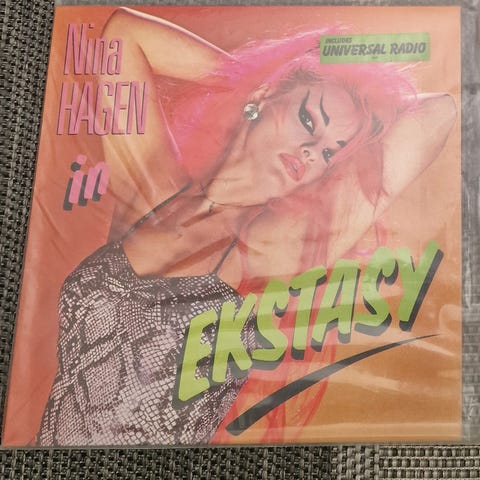 Nina
HAGEN
in
EKSTASY
INCLUDES
UNIVERSAL RADIO